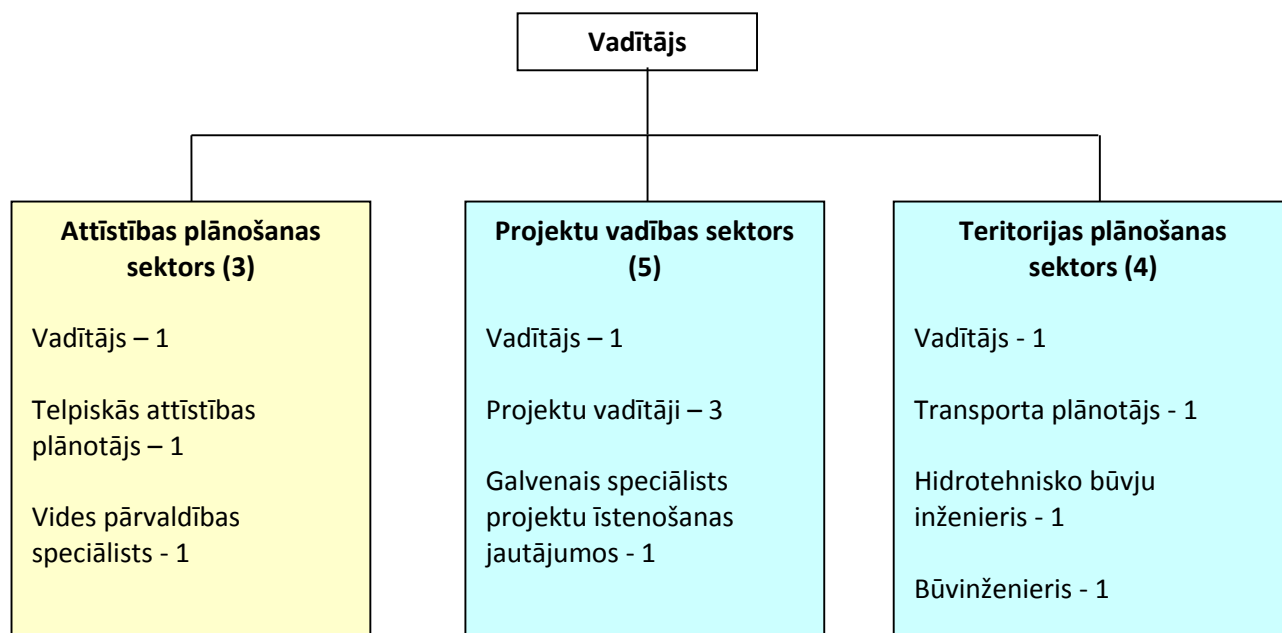 Vadītājs
Attīstības plānošanas
sektors (3)
Vadītājs – 1
Telpiskās attīstības
plānotājs – 1
Vides pārvaldības
speciālists - 1
Projektu vadības sektors
(5)
Vadītājs – 1
Projektu vadītāji – 3
Galvenais speciālists
projektu īstenošanas
jautājumos - 1
Teritorijas plānošanas
sektors (4)
Vadītājs - 1
Transporta plānotājs - 1
Hidrotehnisko būvju
inženieris - 1
Būvinženieris - 1